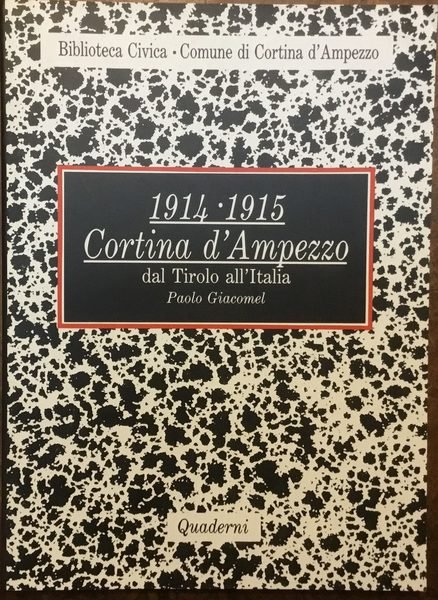 Biblioteca Civica • Comune di Cortina d'Ampezzo
1914 • 1915
Cortina d'Ampezzo
dal Tirolo all'Italia
Paolo Giacomel
Quaderni